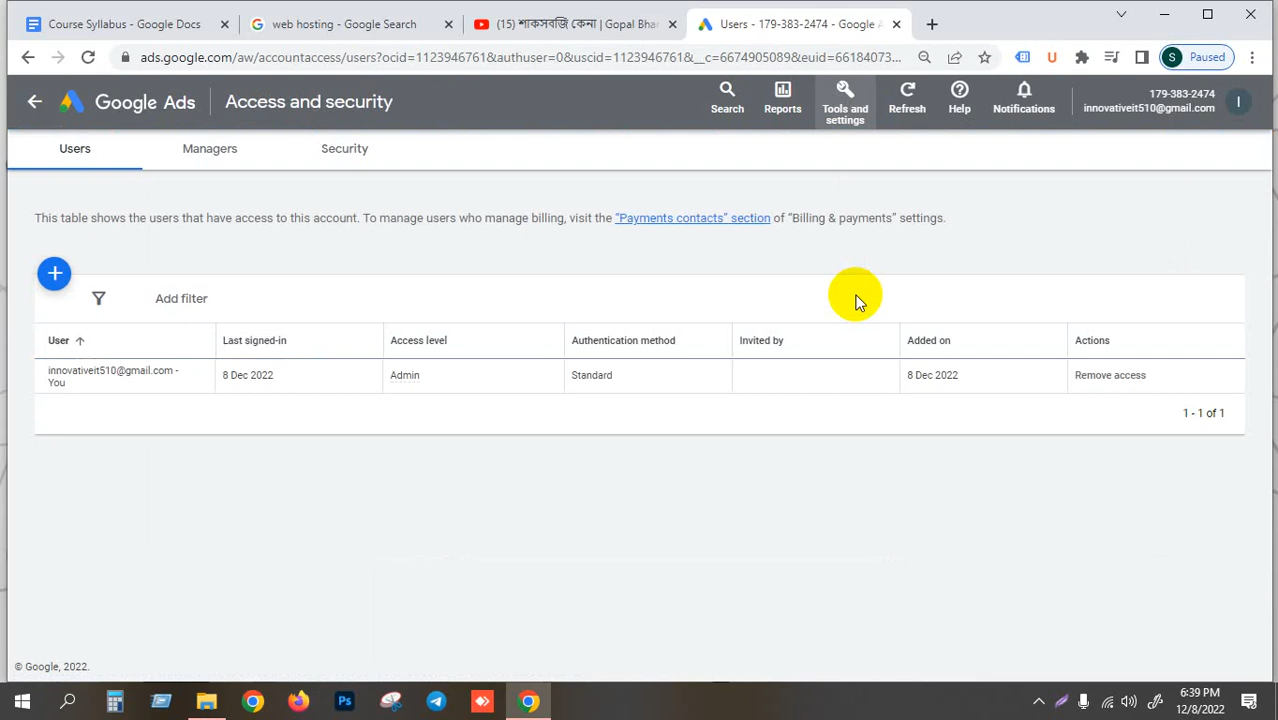 Course Syllabus - Google Docs
web hosting - Google Search
(15) শাকসবজি কেনা | Gopal Bhar
Users - 179-383-2474 - Google A
ads.google.com/aw/accountaccess/users?ocid=1123946761&authuser=0&uscid=1123946761&__c=6674905089&euid=66184073...
S Paused
Google Ads
Access and security
Search
Reports
Tools and
settings
Refresh
Help
Notifications
179-383-2474
innovativeit510@gmail.com
I
Users
Managers
Security
This table shows the users that have access to this account. To manage users who manage billing, visit the “Payments contacts” section of “Billing & payments” settings.
Add filter
User
Last signed-in
Access level
Authentication method
Invited by
Added on
Actions
innovativeit510@gmail.com -
You
8 Dec 2022
Admin
Standard
8 Dec 2022
Remove access
1 - 1 of 1
© Google, 2022.
Ps
6:39 PM
12/8/2022